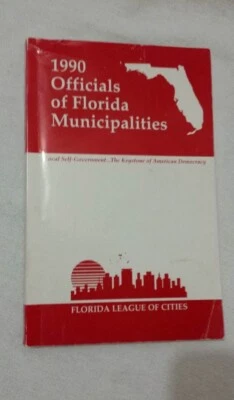 1990
Officials
of Florida
Municipalities
Self-Government...The Keystone of American Democracy
FLORIDA LEAGUE OF CITIES